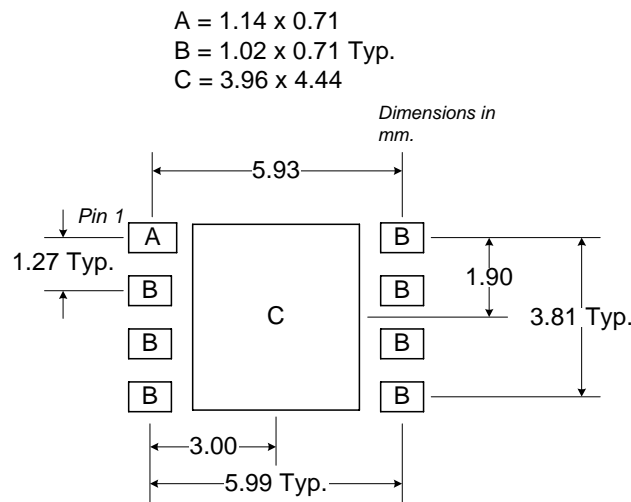 A = 1.14 x 0.71
B = 1.02 x 0.71 Typ.
C = 3.96 x 4.44
Dimensions in
mm.
5.93
Pin 1
A
B
1.27 Typ.
B
B
1.90
C
3.81 Typ.
B
B
B
B
3.00
5.99 Typ.